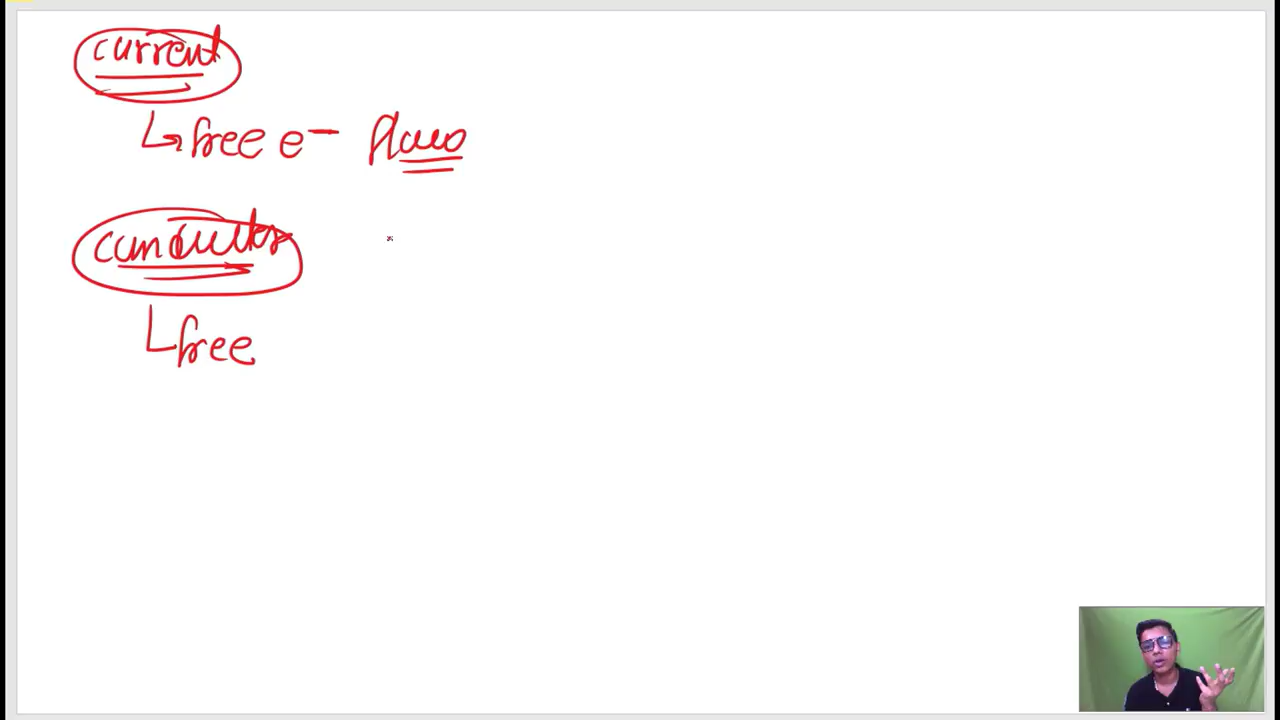 current
↳ free e⁻ flow
conductor
└ free